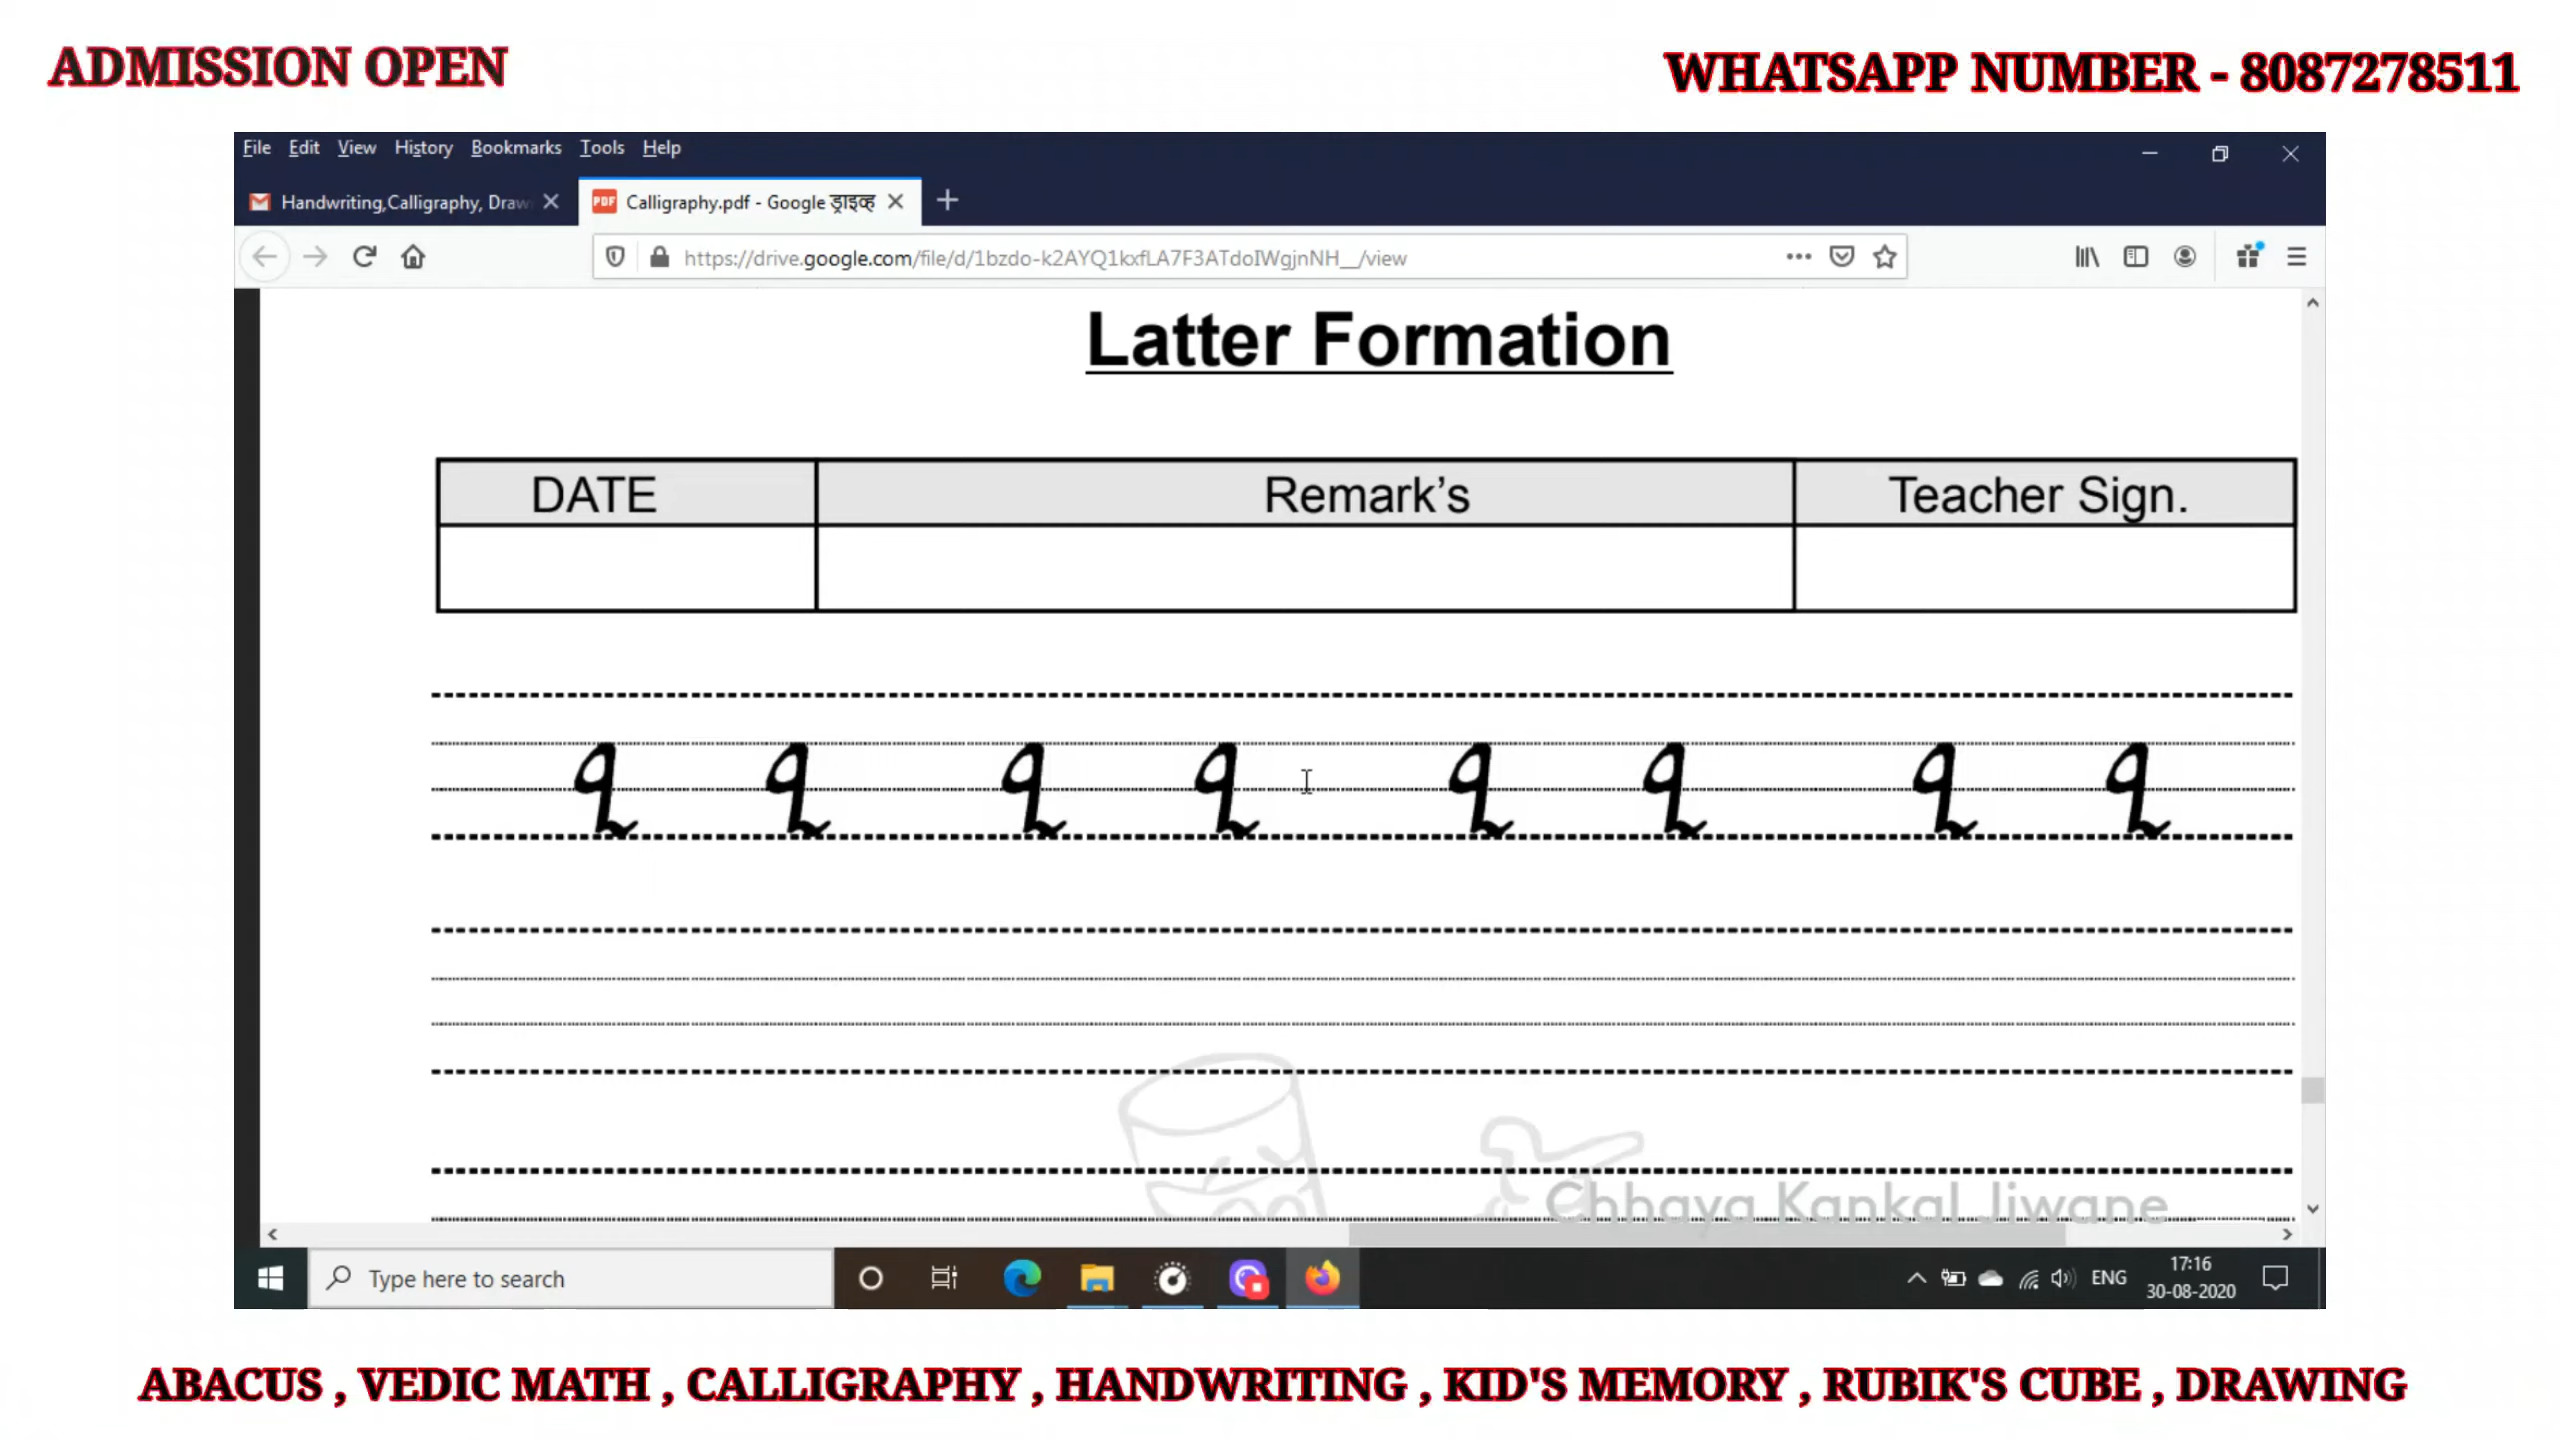 ADMISSION OPEN
WHATSAPP NUMBER - 8087278511
File Edit View History Bookmarks Tools Help
Handwriting,Calligraphy, Draw
PDF Calligraphy.pdf - Google ड्राइव्ह
https://drive.google.com/file/d/1bzdo-k2AYQ1kxfLA7F3ATdoIWgjnNH__/view
Latter Formation
DATE Remark's Teacher Sign.
q q q q q q q q
Chhaya Kankal Jiwane
Type here to search
ENG
17:16
30-08-2020
ABACUS , VEDIC MATH , CALLIGRAPHY , HANDWRITING , KID'S MEMORY , RUBIK'S CUBE , DRAWING